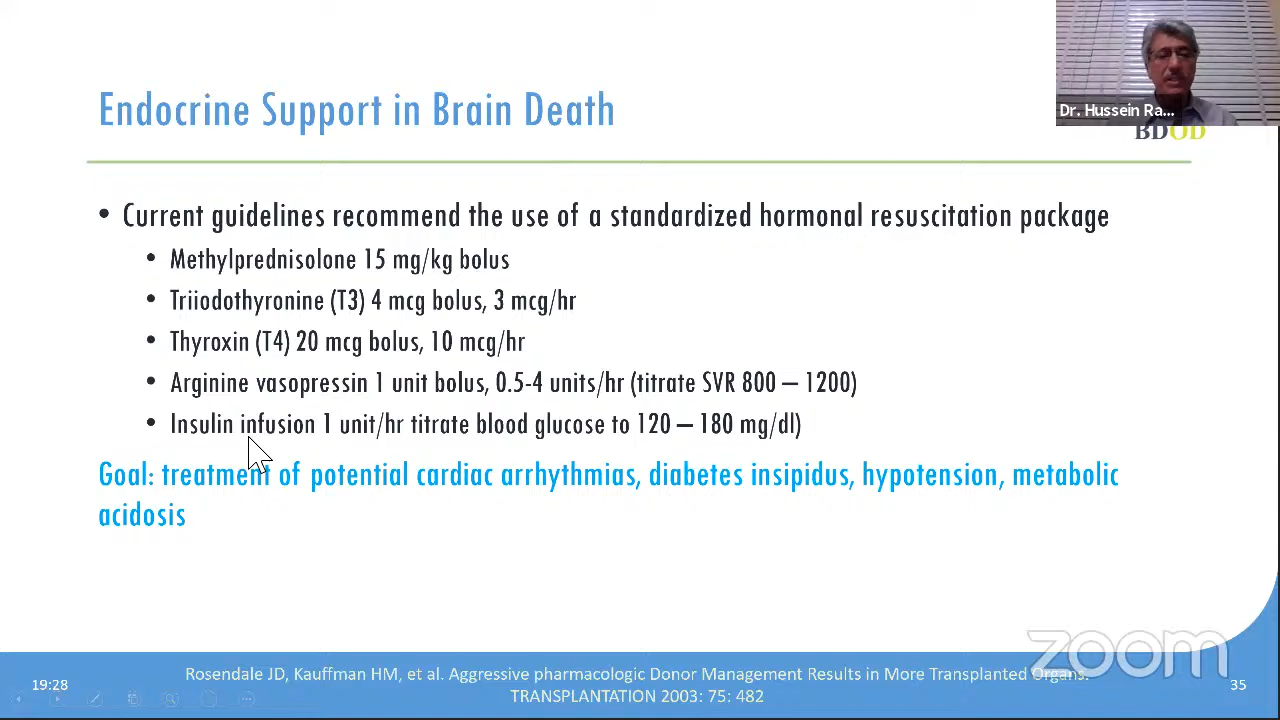 Dr. Hussein Ra...
BDOD
Endocrine Support in Brain Death
• Current guidelines recommend the use of a standardized hormonal resuscitation package
• Methylprednisolone 15 mg/kg bolus
• Triiodothyronine (T3) 4 mcg bolus, 3 mcg/hr
• Thyroxin (T4) 20 mcg bolus, 10 mcg/hr
• Arginine vasopressin 1 unit bolus, 0.5-4 units/hr (titrate SVR 800 – 1200)
• Insulin infusion 1 unit/hr titrate blood glucose to 120 – 180 mg/dl)
Goal: treatment of potential cardiac arrhythmias, diabetes insipidus, hypotension, metabolic
acidosis
zoom
19:28
Rosendale JD, Kauffman HM, et al. Aggressive pharmacologic Donor Management Results in More Transplanted Organs.
TRANSPLANTATION 2003: 75: 482
35